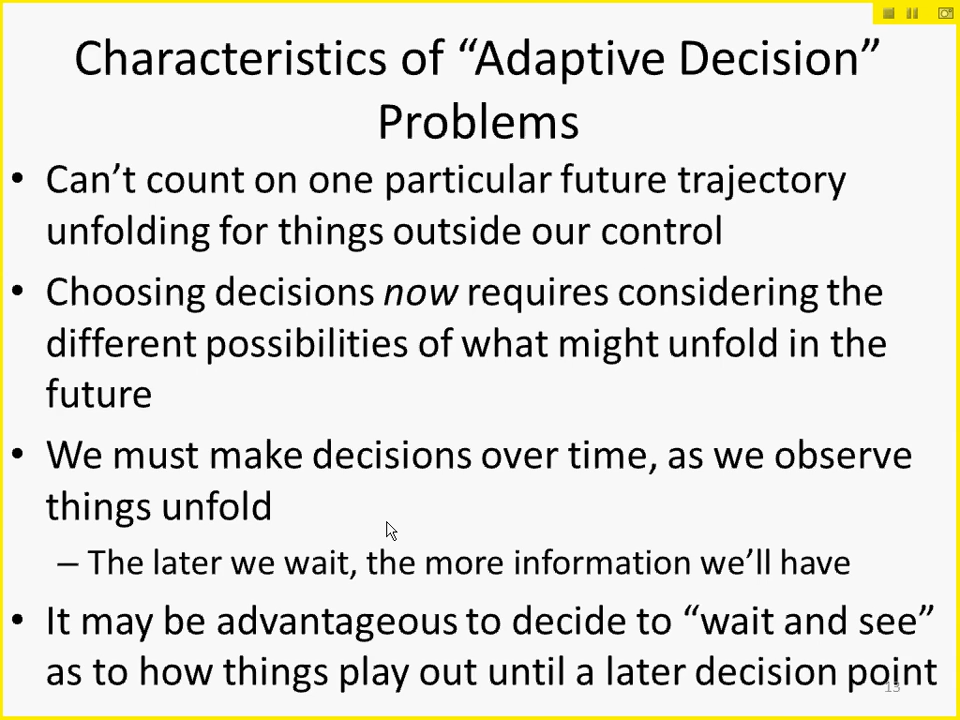 Characteristics of “Adaptive Decision”
Problems
• Can’t count on one particular future trajectory
unfolding for things outside our control
• Choosing decisions now requires considering the
different possibilities of what might unfold in the
future
• We must make decisions over time, as we observe
things unfold
– The later we wait, the more information we’ll have
• It may be advantageous to decide to “wait and see”
as to how things play out until a later decision point
13